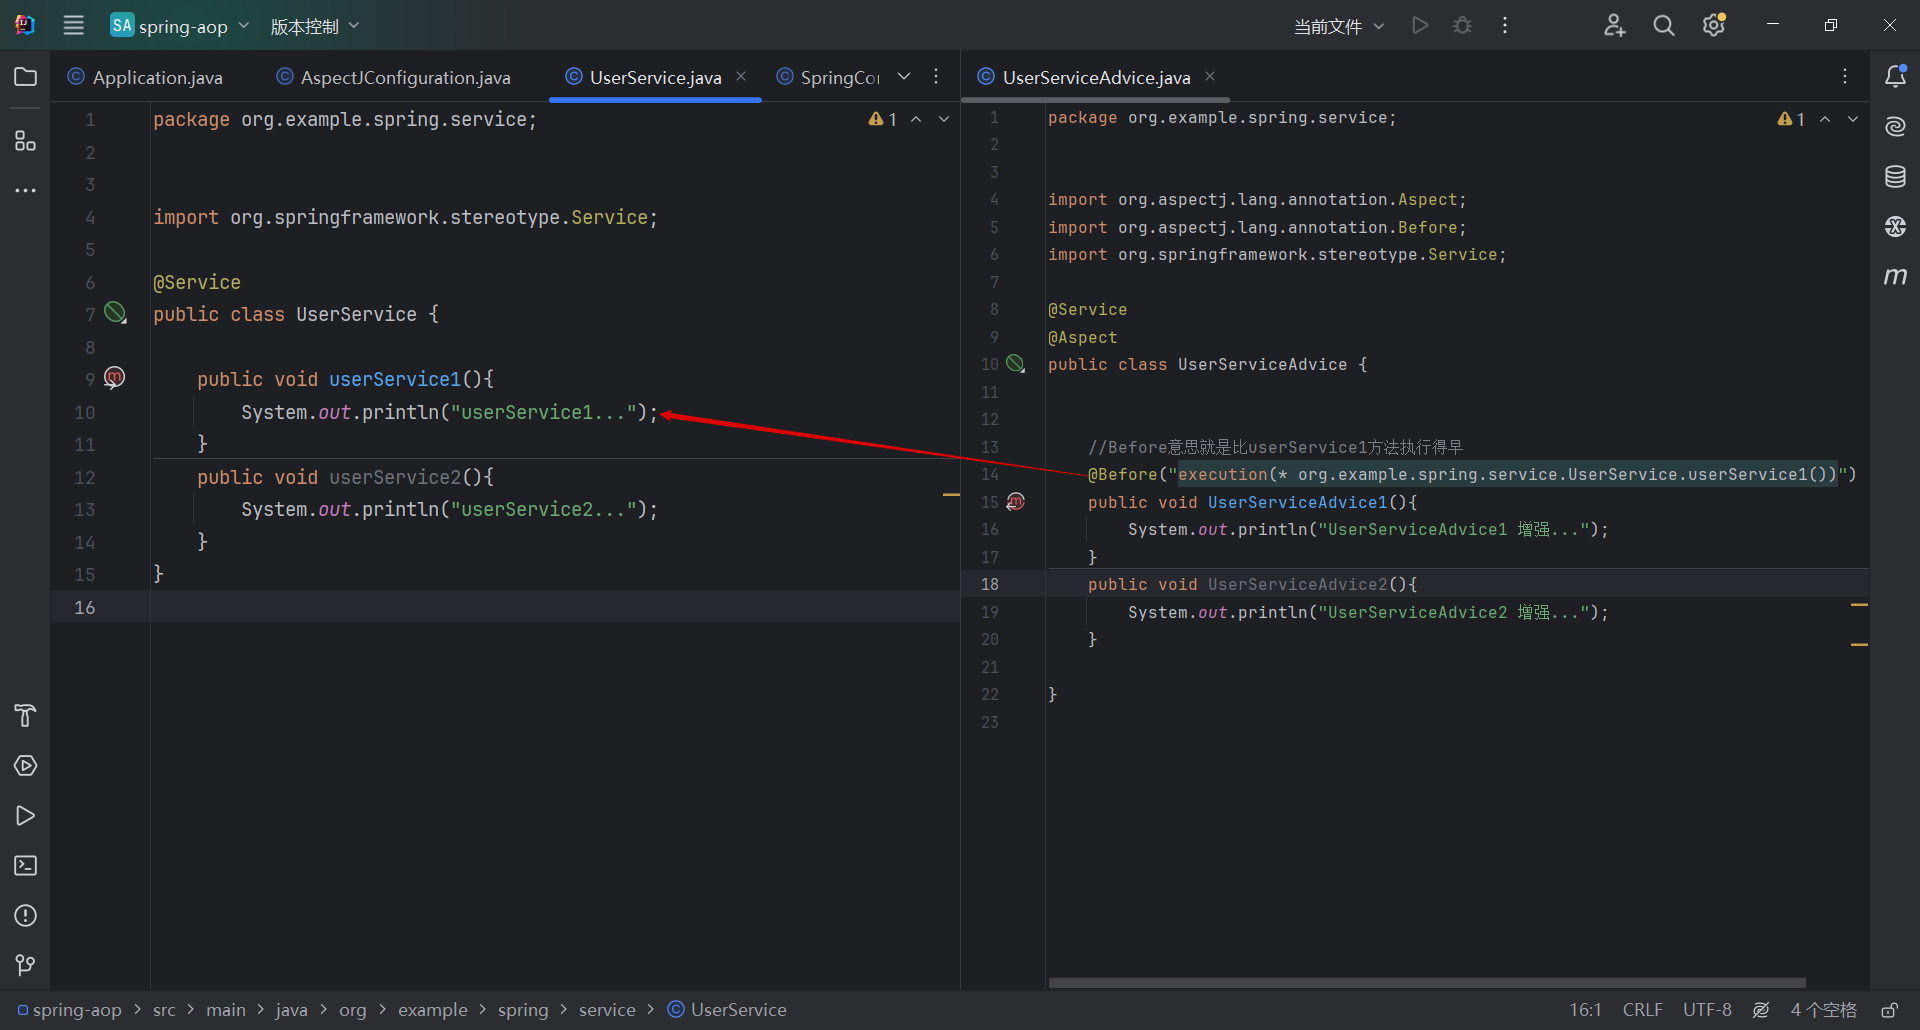 SA spring-aop 版本控制 当前文件
Application.java AspectJConfiguration.java UserService.java SpringCo
UserServiceAdvice.java
1 package org.example.spring.service;
2
3
4 import org.springframework.stereotype.Service;
5
6 @Service
7 public class UserService {
8
9 public void userService1(){
10 System.out.println("userService1...");
11 }
12 public void userService2(){
13 System.out.println("userService2...");
14 }
15 }
16
1
1 package org.example.spring.service;
2
3
4 import org.aspectj.lang.annotation.Aspect;
5 import org.aspectj.lang.annotation.Before;
6 import org.springframework.stereotype.Service;
7
8 @Service
9 @Aspect
10 public class UserServiceAdvice {
11
12
13 //Before意思就是比userService1方法执行得早
14 @Before("execution(* org.example.spring.service.UserService.userService1())")
15 public void UserServiceAdvice1(){
16 System.out.println("UserServiceAdvice1 增强...");
17 }
18 public void UserServiceAdvice2(){
19 System.out.println("UserServiceAdvice2 增强...");
20 }
21
22 }
23
1
spring-aop > src > main > java > org > example > spring > service > UserService
16:1 CRLF UTF-8 4 个空格